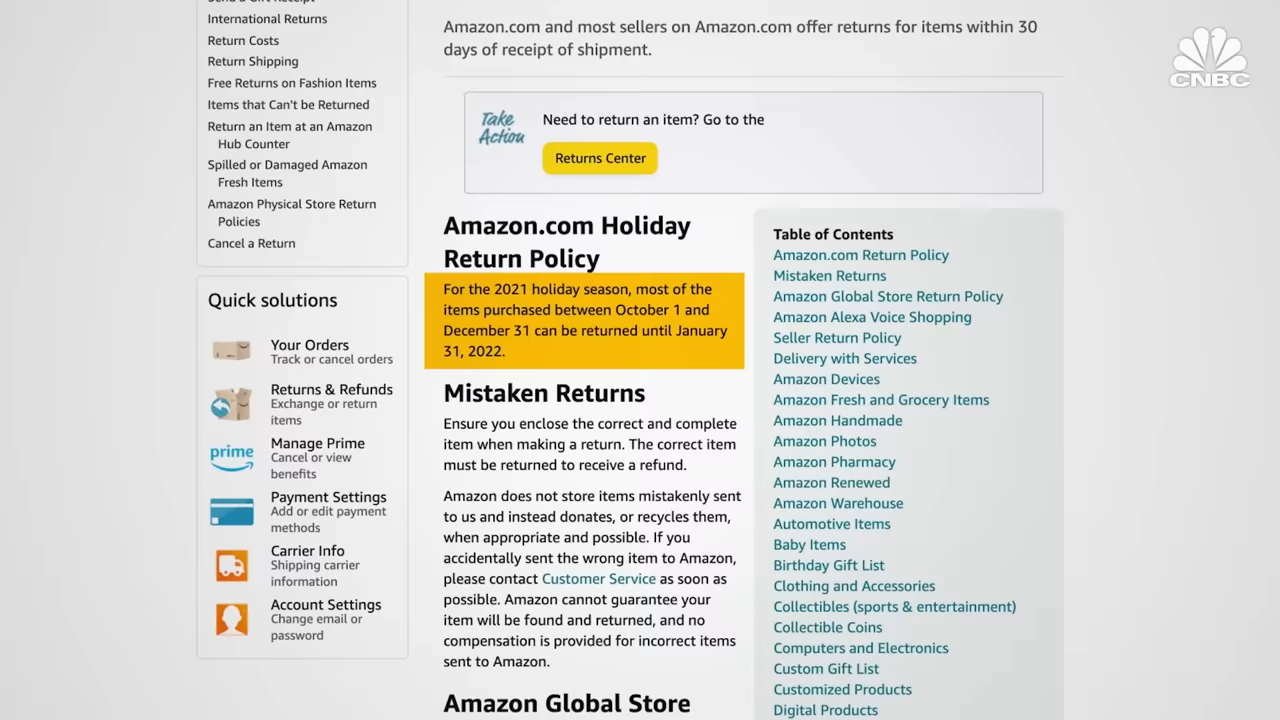 International Returns
Return Costs
Return Shipping
Free Returns on Fashion Items
Items that Can't be Returned
Return an Item at an Amazon
Hub Counter
Spilled or Damaged Amazon
Fresh Items
Amazon Physical Store Return
Policies
Cancel a Return
Quick solutions
Your Orders
Track or cancel orders
Returns & Refunds
Exchange or return
items
prime
Manage Prime
Cancel or view
benefits
Payment Settings
Add or edit payment
methods
Carrier Info
Shipping carrier
information
Account Settings
Change email or
password
Amazon.com and most sellers on Amazon.com offer returns for items within 30
days of receipt of shipment.
Take
Action
Need to return an item? Go to the
Returns Center
Amazon.com Holiday
Return Policy
For the 2021 holiday season, most of the
items purchased between October 1 and
December 31 can be returned until January
31, 2022.
Mistaken Returns
Ensure you enclose the correct and complete
item when making a return. The correct item
must be returned to receive a refund.
Amazon does not store items mistakenly sent
to us and instead donates, or recycles them,
when appropriate and possible. If you
accidentally sent the wrong item to Amazon,
please contact Customer Service as soon as
possible. Amazon cannot guarantee your
item will be found and returned, and no
compensation is provided for incorrect items
sent to Amazon.
Amazon Global Store
Table of Contents
Amazon.com Return Policy
Mistaken Returns
Amazon Global Store Return Policy
Amazon Alexa Voice Shopping
Seller Return Policy
Delivery with Services
Amazon Devices
Amazon Fresh and Grocery Items
Amazon Handmade
Amazon Photos
Amazon Pharmacy
Amazon Renewed
Amazon Warehouse
Automotive Items
Baby Items
Birthday Gift List
Clothing and Accessories
Collectibles (sports & entertainment)
Collectible Coins
Computers and Electronics
Custom Gift List
Customized Products
Digital Products
CNBC